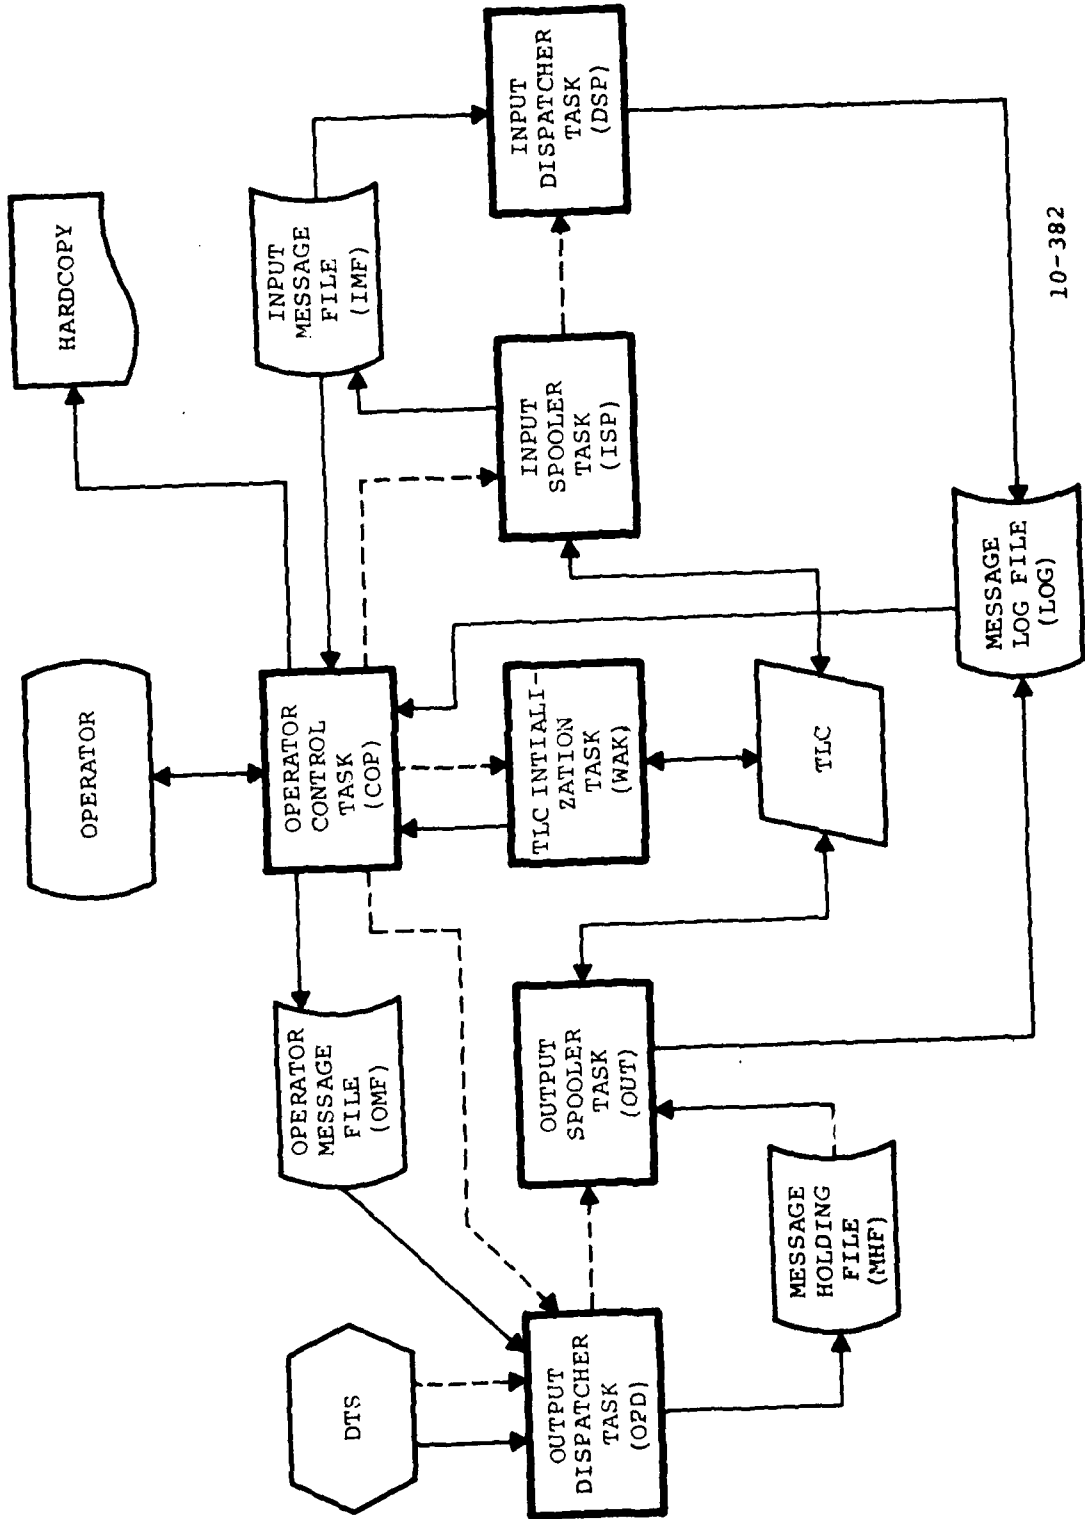 OPERATOR
HARDCOPY
DTS
OPERATOR
MESSAGE
FILE
(OMF)
OPERATOR
CONTROL
TASK
(COP)
INPUT
MESSAGE
FILE
(IMF)
OUTPUT
DISPATCHER
TASK
(OPD)
OUTPUT
SPOOLER
TASK
(OUT)
TLC INTIALI-
ZATION
TASK
(WAK)
INPUT
SPOOLER
TASK
(ISP)
INPUT
DISPATCHER
TASK
(DSP)
MESSAGE
HOLDING
FILE
(MHF)
TLC
MESSAGE
LOG FILE
(LOG)
10-382